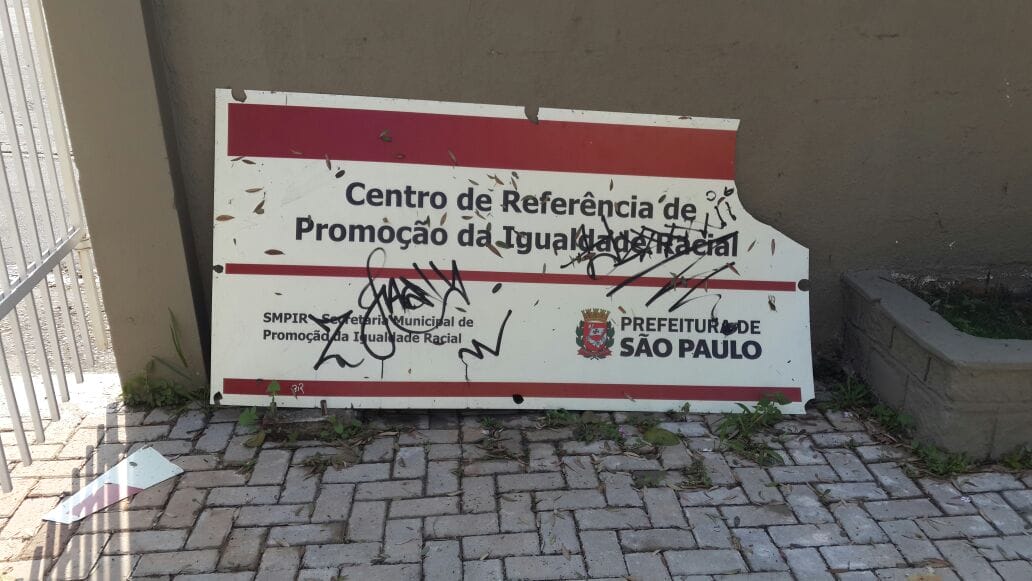 Centro de Referência de
Promoção da Igualdade Racial
SMPIR - Secretaria Municipal de
Promoção da Igualdade Racial
PREFEITURA DE
SÃO PAULO